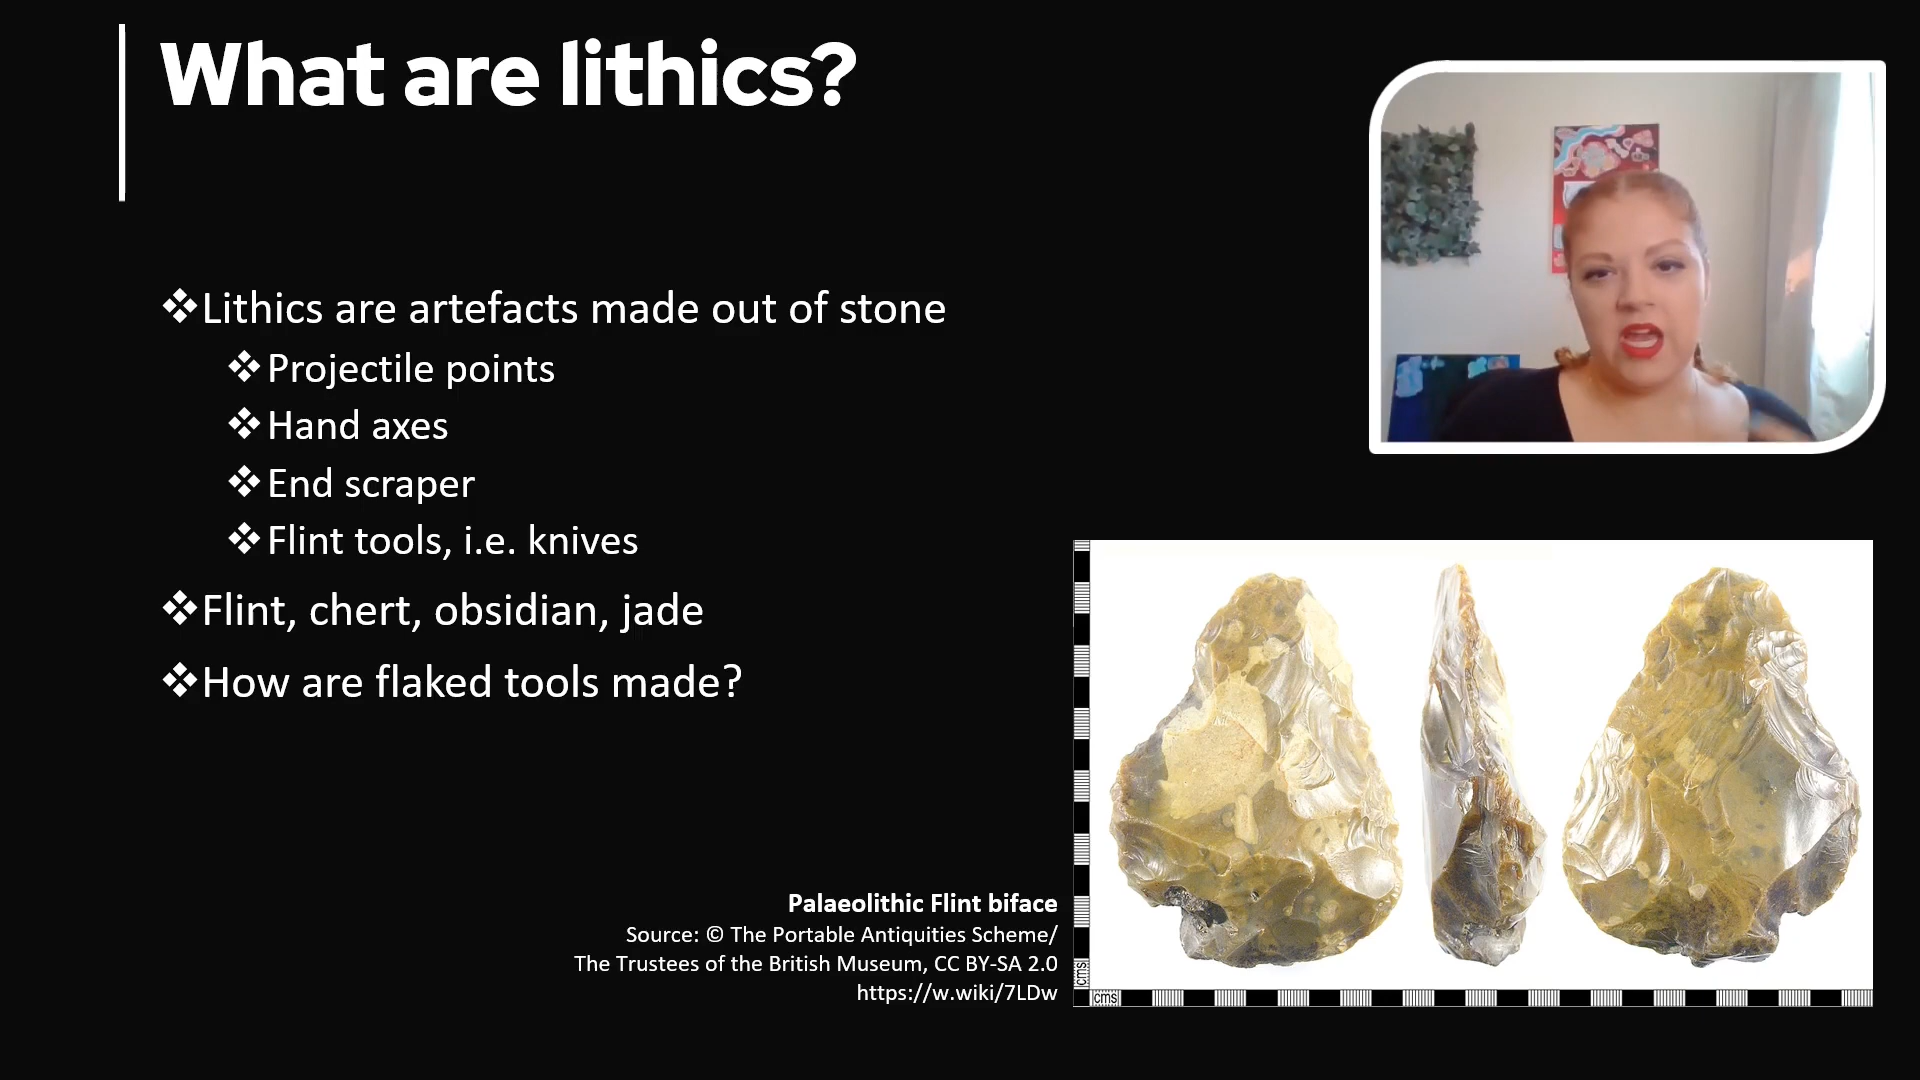 What are lithics?
❖Lithics are artefacts made out of stone
❖Projectile points
❖Hand axes
❖End scraper
❖Flint tools, i.e. knives
❖Flint, chert, obsidian, jade
❖How are flaked tools made?
Palaeolithic Flint biface
Source: © The Portable Antiquities Scheme/
The Trustees of the British Museum, CC BY-SA 2.0
https://w.wiki/7LDw
cms
cms